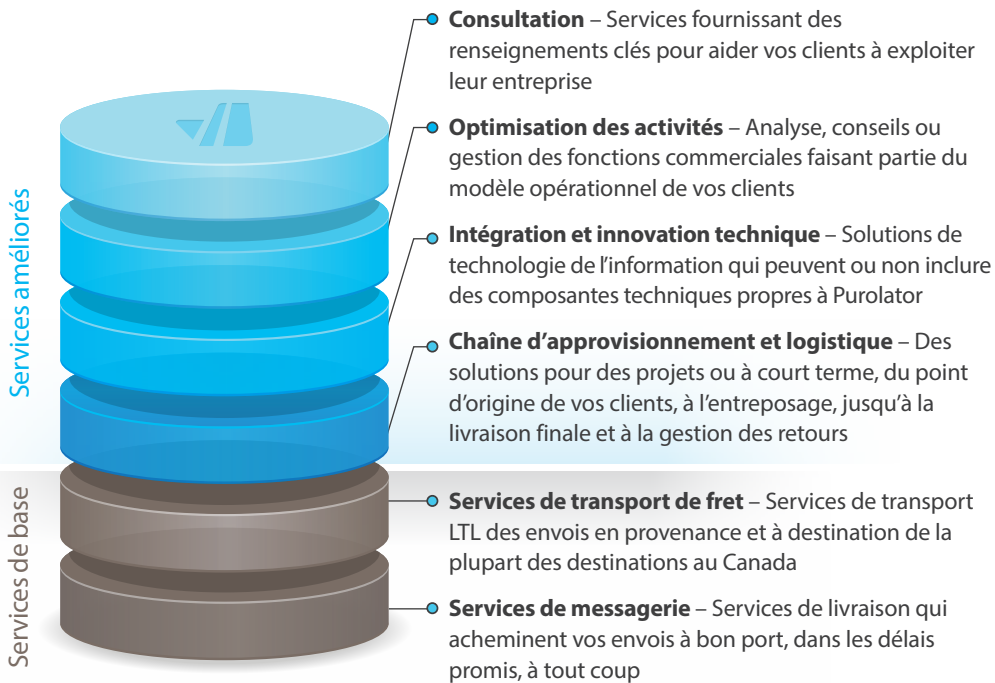 Consultation – Services fournissant des
renseignements clés pour aider vos clients à exploiter
leur entreprise
Optimisation des activités – Analyse, conseils ou
gestion des fonctions commerciales faisant partie du
modèle opérationnel de vos clients
Intégration et innovation technique – Solutions de
technologie de l’information qui peuvent ou non inclure
des composantes techniques propres à Purolator
Chaîne d’approvisionnement et logistique – Des
solutions pour des projets ou à court terme, du point
d’origine de vos clients, à l’entreposage, jusqu’à la
livraison finale et à la gestion des retours
Services de transport de fret – Services de transport
LTL des envois en provenance et à destination de la
plupart des destinations au Canada
Services de messagerie – Services de livraison qui
acheminent vos envois à bon port, dans les délais
promis, à tout coup
Services améliorés
Services de base